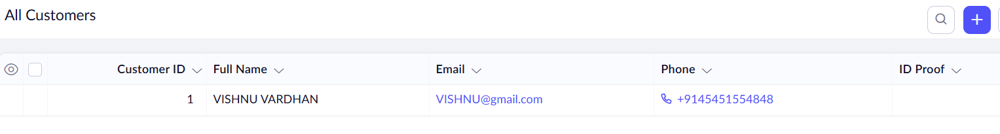 All Customers
Customer ID Full Name Email Phone ID Proof
1 VISHNU VARDHAN VISHNU@gmail.com +9145451554848